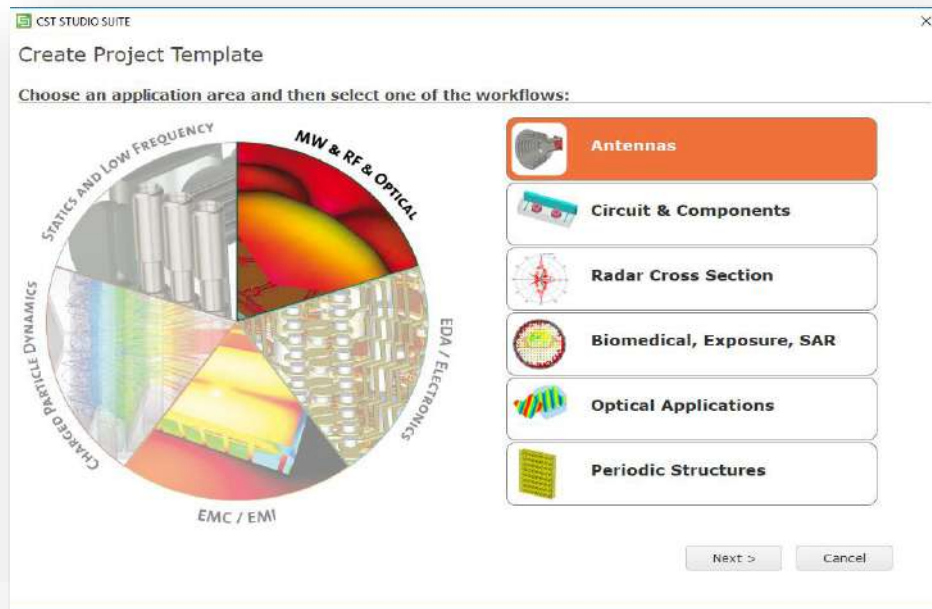 CST STUDIO SUITE
Create Project Template
Choose an application area and then select one of the workflows:
STATICS AND LOW FREQUENCY
MW & RF & OPTICAL
EDA / ELECTRONICS
EMC / EMI
CHARGED PARTICLE DYNAMICS
Antennas
Circuit & Components
Radar Cross Section
Biomedical, Exposure, SAR
Optical Applications
Periodic Structures
Next >
Cancel